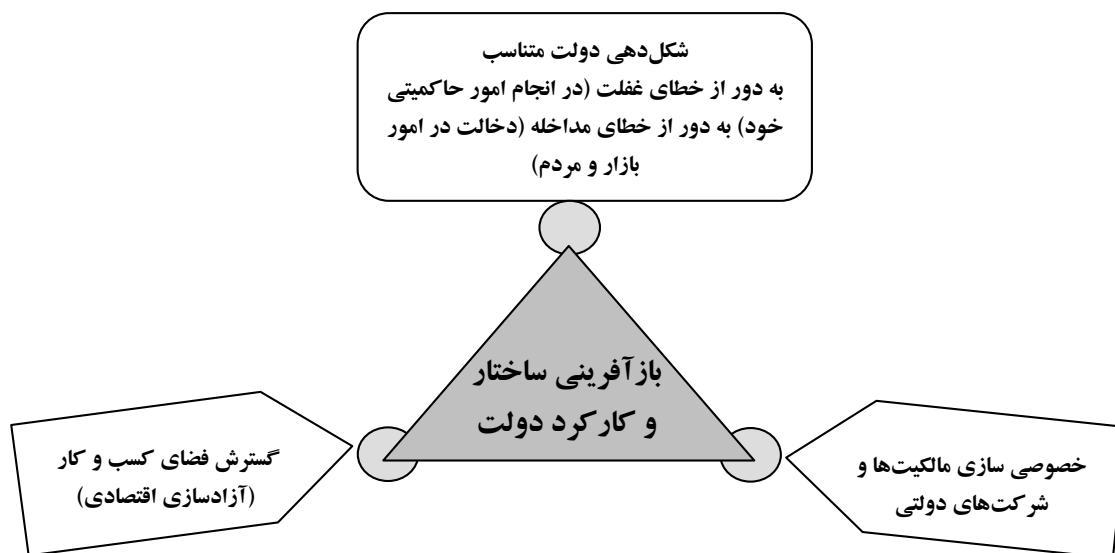 شکل‌دهی دولت متناسب
به دور از خطای غفلت (در انجام امور حاکمیتی
خود) به دور از خطای مداخله (دخالت در امور
بازار و مردم)
بازآفرینی ساختار
و کارکرد دولت
خصوصی سازی مالکیت‌ها و
شرکت‌های دولتی
گسترش فضای کسب و کار
(آزادسازی اقتصادی)